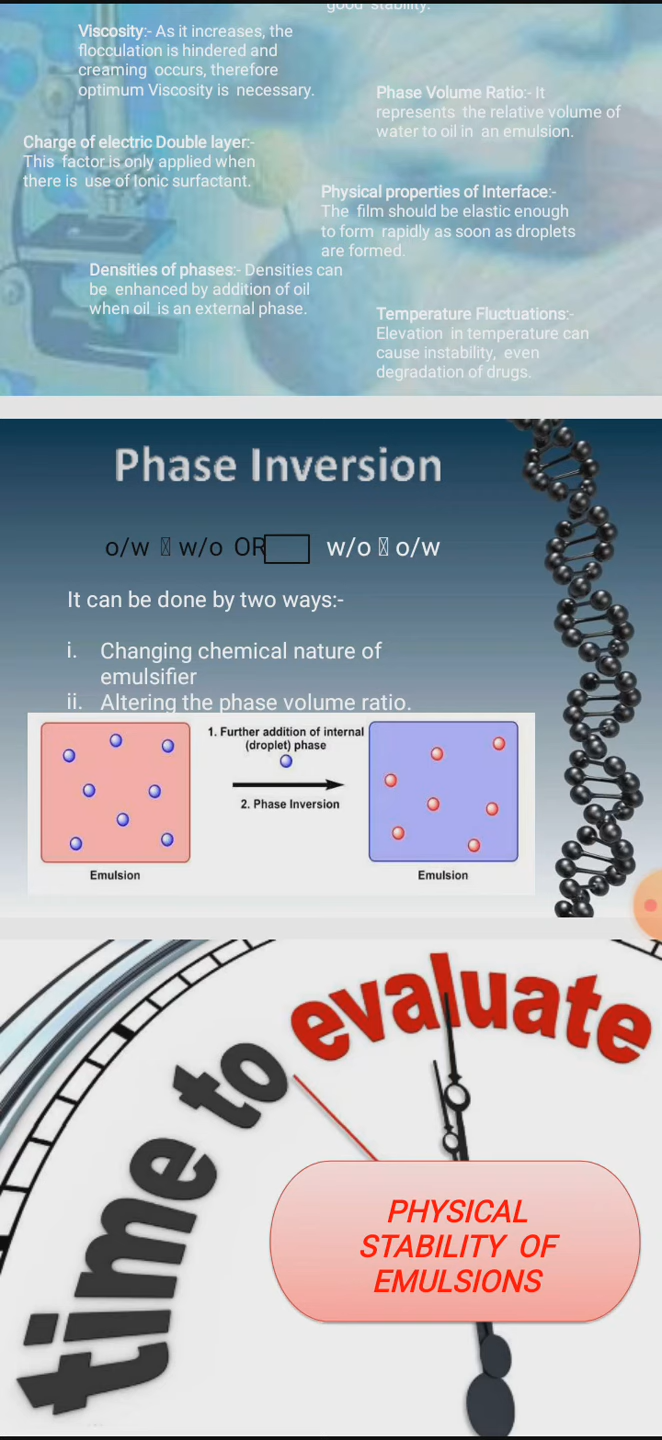 good stability.
Viscosity:- As it increases, the
flocculation is hindered and
creaming occurs, therefore
optimum Viscosity is necessary.
Phase Volume Ratio:- It
represents the relative volume of
water to oil in an emulsion.
Charge of electric Double layer:-
This factor is only applied when
there is use of Ionic surfactant.
Physical properties of Interface:-
The film should be elastic enough
to form rapidly as soon as droplets
are formed.
Densities of phases:- Densities can
be enhanced by addition of oil
when oil is an external phase.
Temperature Fluctuations:-
Elevation in temperature can
cause instability, even
degradation of drugs.
Phase Inversion
o/w w/o OR w/o o/w
It can be done by two ways:-
i. Changing chemical nature of
emulsifier
ii. Altering the phase volume ratio.
1. Further addition of internal
(droplet) phase
2. Phase Inversion
Emulsion
Emulsion
time to evaluate
PHYSICAL
STABILITY OF
EMULSIONS